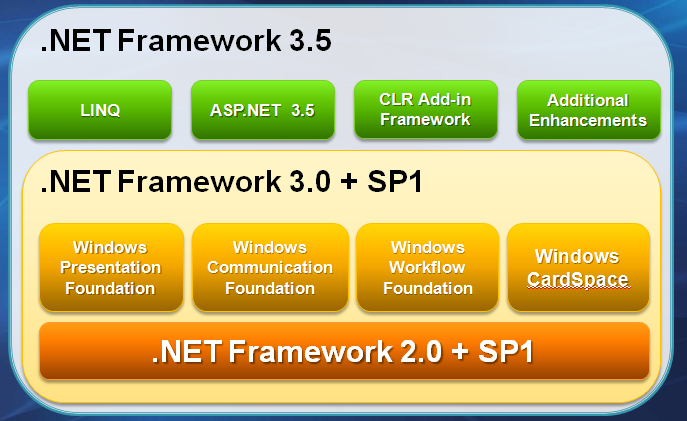 .NET Framework 3.5
LINQ
ASP.NET 3.5
CLR Add-in
Framework
Additional
Enhancements
.NET Framework 3.0 + SP1
Windows
Presentation
Foundation
Windows
Communication
Foundation
Windows
Workflow
Foundation
Windows
CardSpace
.NET Framework 2.0 + SP1